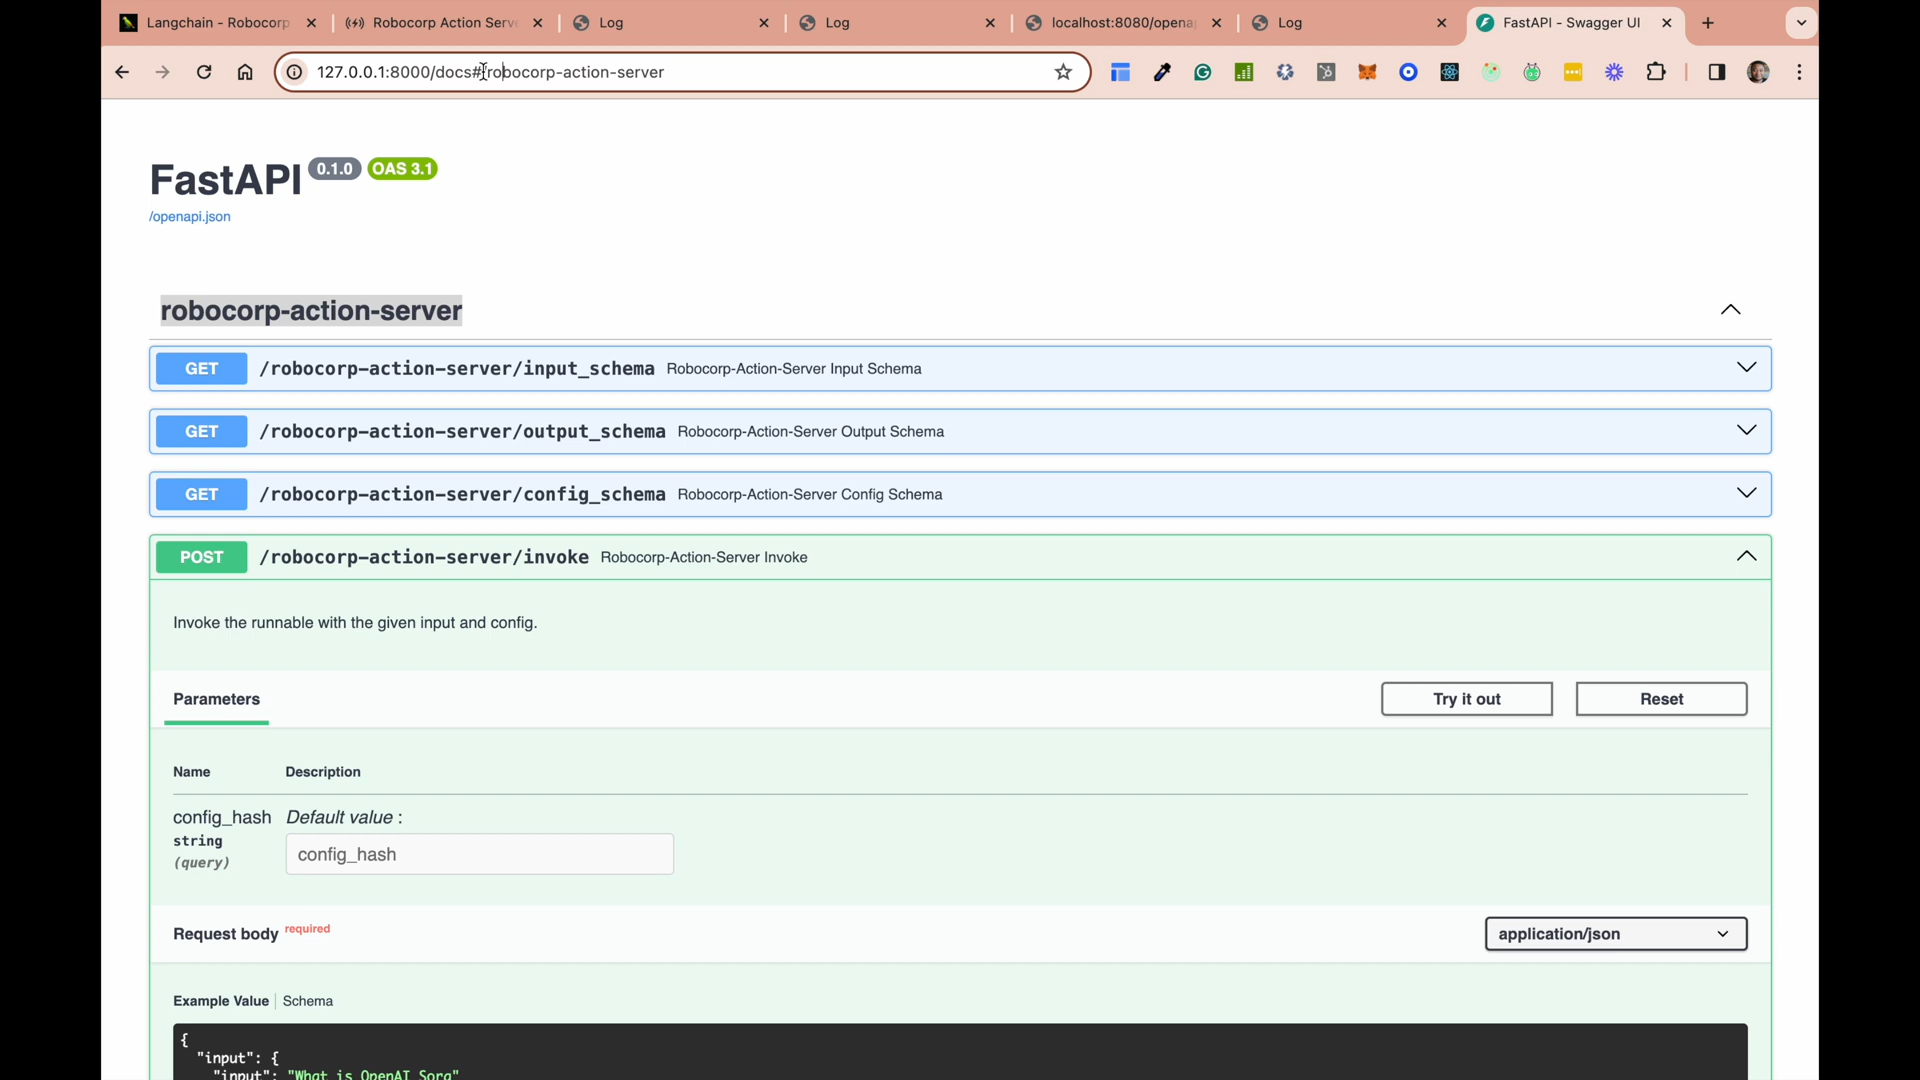 Langchain - Robocorp
Robocorp Action Serve
Log
Log
localhost:8080/opena
Log
FastAPI - Swagger UI
127.0.0.1:8000/docs#/robocorp-action-server
FastAPI 0.1.0 OAS 3.1
/openapi.json
robocorp-action-server
GET /robocorp-action-server/input_schema Robocorp-Action-Server Input Schema
GET /robocorp-action-server/output_schema Robocorp-Action-Server Output Schema
GET /robocorp-action-server/config_schema Robocorp-Action-Server Config Schema
POST /robocorp-action-server/invoke Robocorp-Action-Server Invoke
Invoke the runnable with the given input and config.
Parameters
Try it out
Reset
Name Description
config_hash Default value :
string
(query)
config_hash
Request body required
application/json
Example Value Schema
{
"input": {
"input": "What is OpenAI Sora"